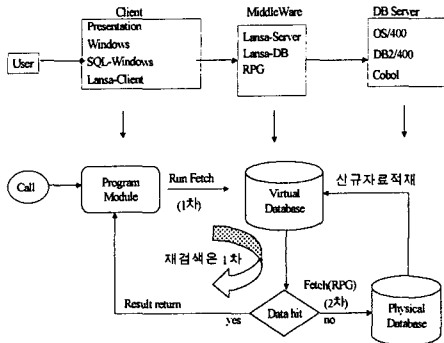 Client
MiddleWare
DB Server
User
Presentation
Windows
SQL-Windows
Lansa-Client
Lansa-Server
Lansa-DB
RPG
OS/400
DB2/400
Cobol
Call
Program
Module
Run Fetch
(1차)
Virtual
Database
신규자료적재
재검색은 1차
Fetch(RPG)
(2차)
Result return
yes
Data hit
no
Physical
Database